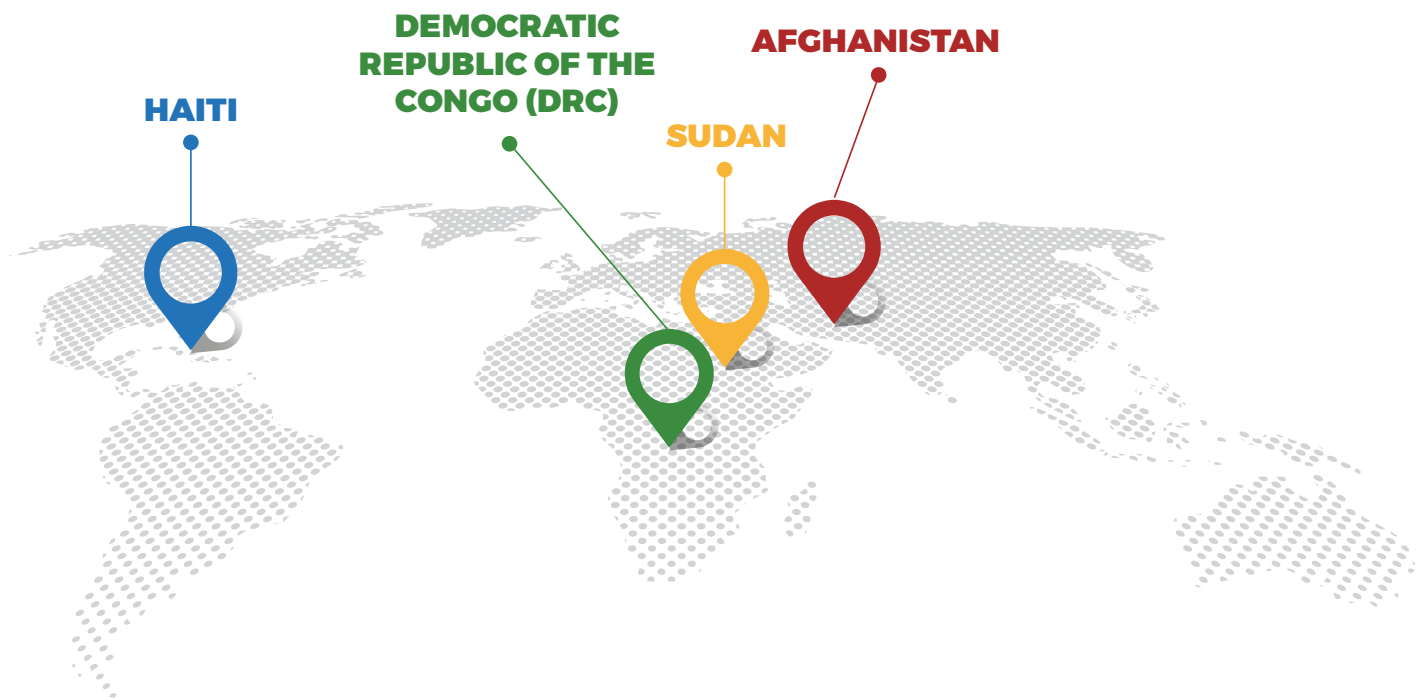 HAITI
DEMOCRATIC
REPUBLIC OF THE
CONGO (DRC)
SUDAN
AFGHANISTAN